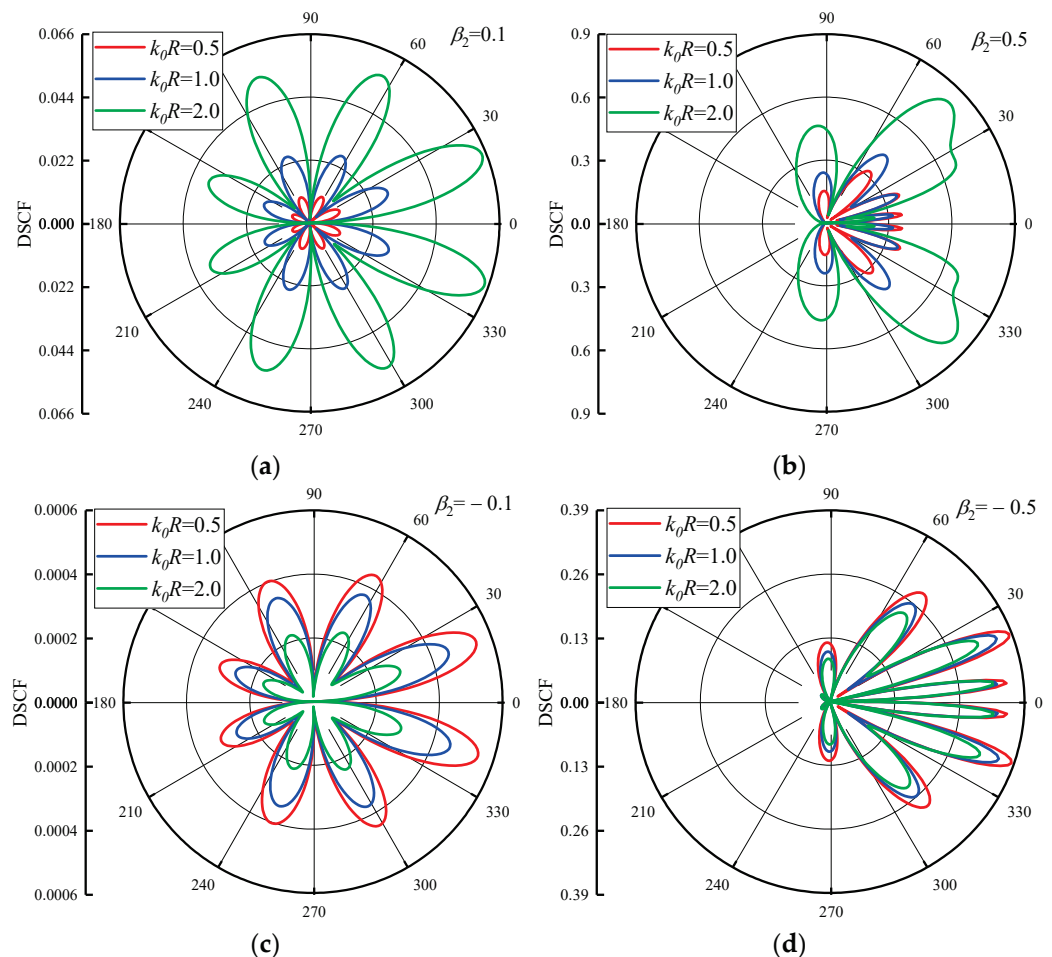 90
60
30
0
330
300
270
240
210
180
0.066
0.044
0.022
0.000
0.022
0.044
0.066
DSCF
k₀R=0.5
k₀R=1.0
k₀R=2.0
β₂=0.1
(a)
90
60
30
0
330
300
270
240
210
180
0.9
0.6
0.3
0.0
0.3
0.6
0.9
DSCF
k₀R=0.5
k₀R=1.0
k₀R=2.0
β₂=0.5
(b)
90
60
30
0
330
300
270
240
210
180
0.0006
0.0004
0.0002
0.0000
0.0002
0.0004
0.0006
DSCF
k₀R=0.5
k₀R=1.0
k₀R=2.0
β₂= – 0.1
(c)
90
60
30
0
330
300
270
240
210
180
0.39
0.26
0.13
0.00
0.13
0.26
0.39
DSCF
k₀R=0.5
k₀R=1.0
k₀R=2.0
β₂= – 0.5
(d)